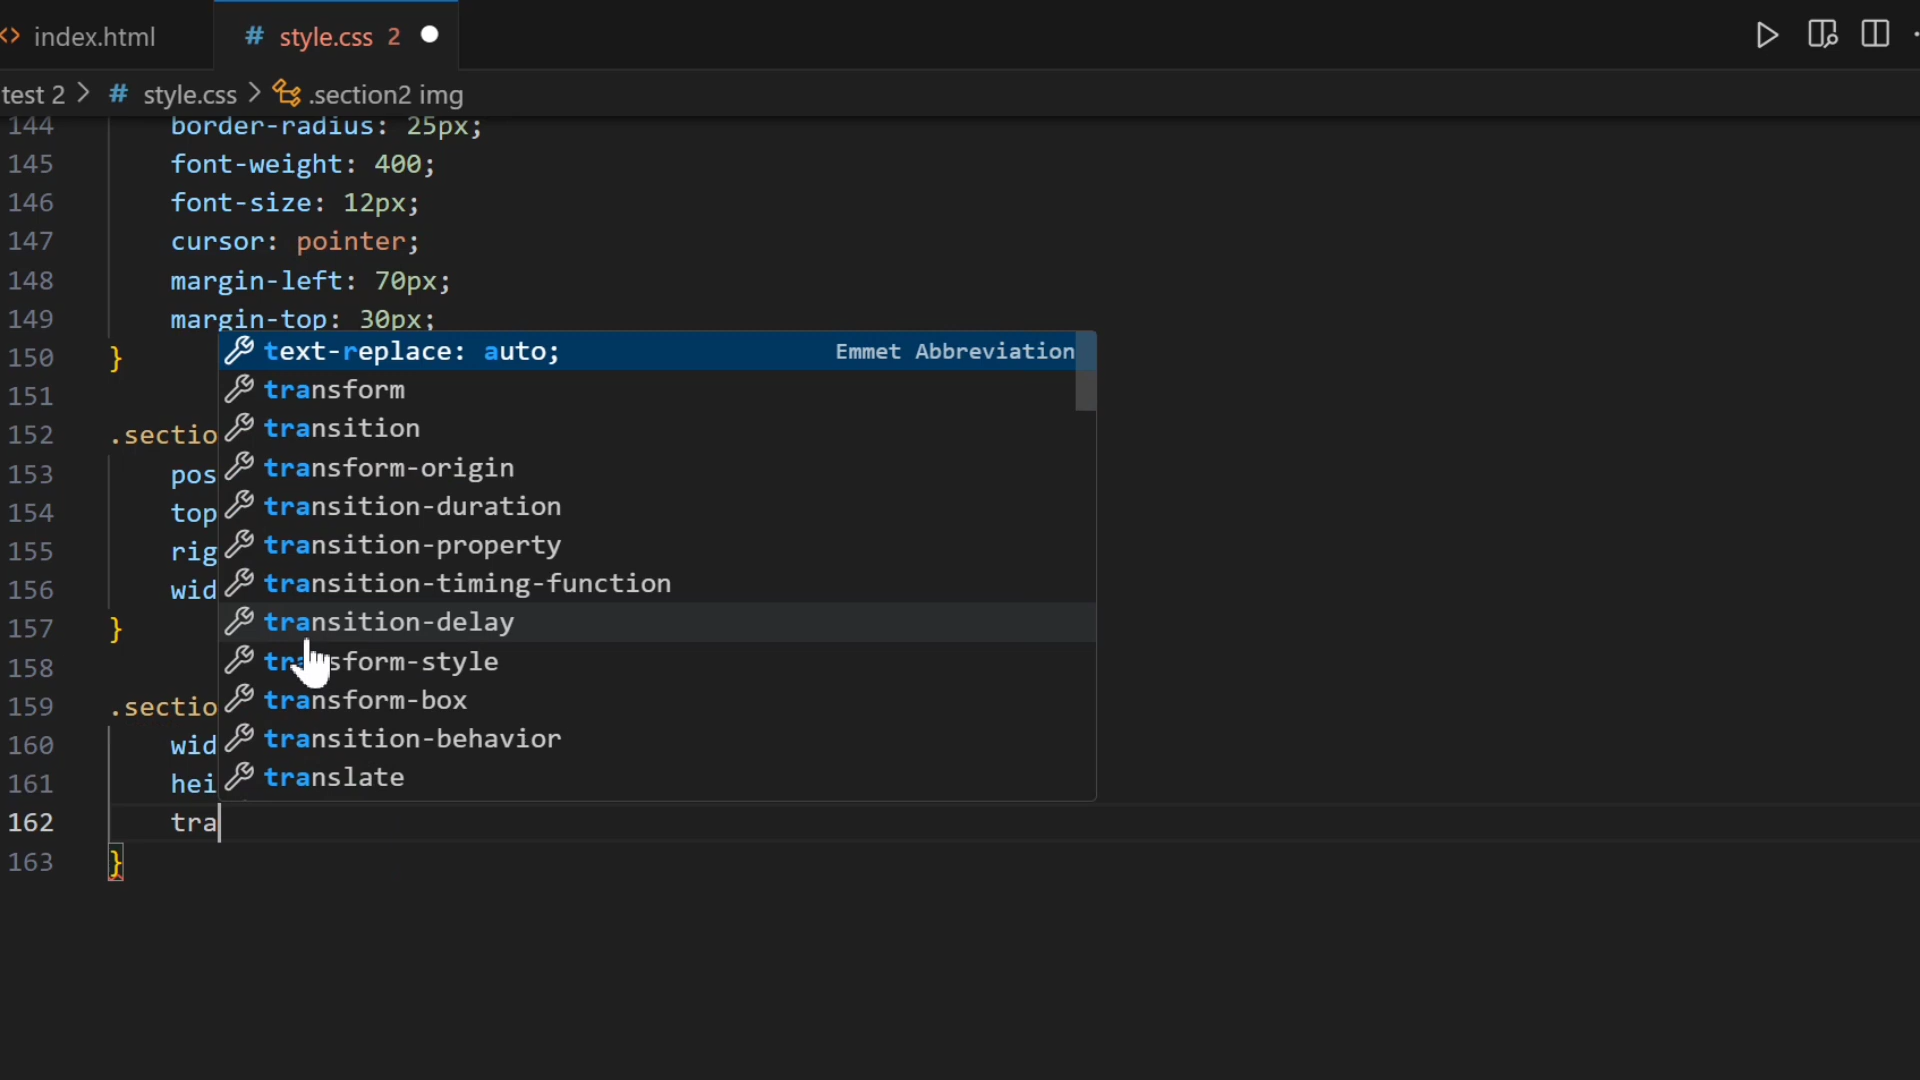 index.html
style.css 2
test 2 > # style.css > .section2 img
144 border-radius: 25px;
145 font-weight: 400;
146 font-size: 12px;
147 cursor: pointer;
148 margin-left: 70px;
149 margin-top: 30px;
150 }
text-replace: auto; Emmet Abbreviation
transform
151
transition
152 .sectio
transform-origin
153 pos
transition-duration
154 top
transition-property
155 rig
transition-timing-function
156 wid
transition-delay
157 }
transform-style
158
transform-box
159 .sectio
transition-behavior
160 wid
translate
161 hei
162 tra
163 }